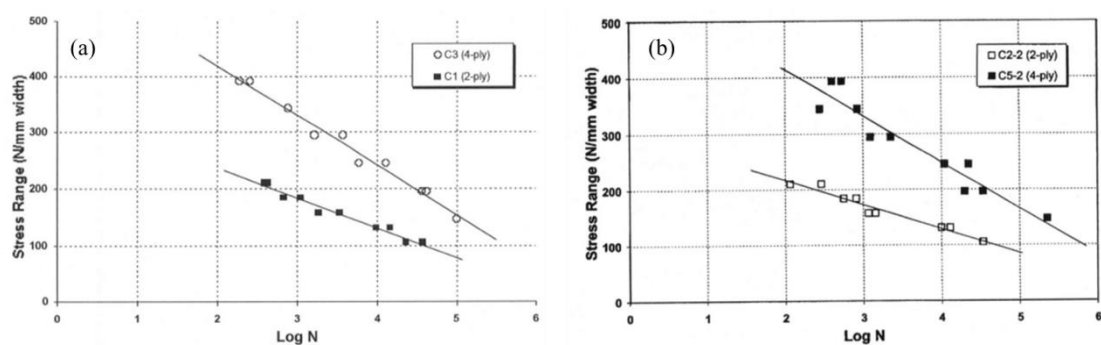 (a)
Stress Range (N/mm width)
500
400
300
200
100
0
0 1 2 3 4 5 6
Log N
C3 (4-ply)
C1 (2-ply)
(b)
Stress Range (N/mm width)
500
400
300
200
100
0
0 1 2 3 4 5 6
Log N
C2-2 (2-ply)
C5-2 (4-ply)